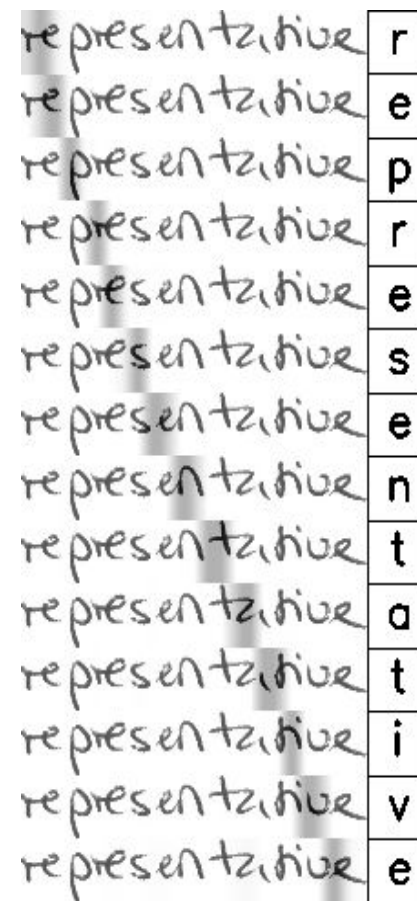 representative r
representative e
representative p
representative r
representative e
representative s
representative e
representative n
representative t
representative a
representative t
representative i
representative v
representative e